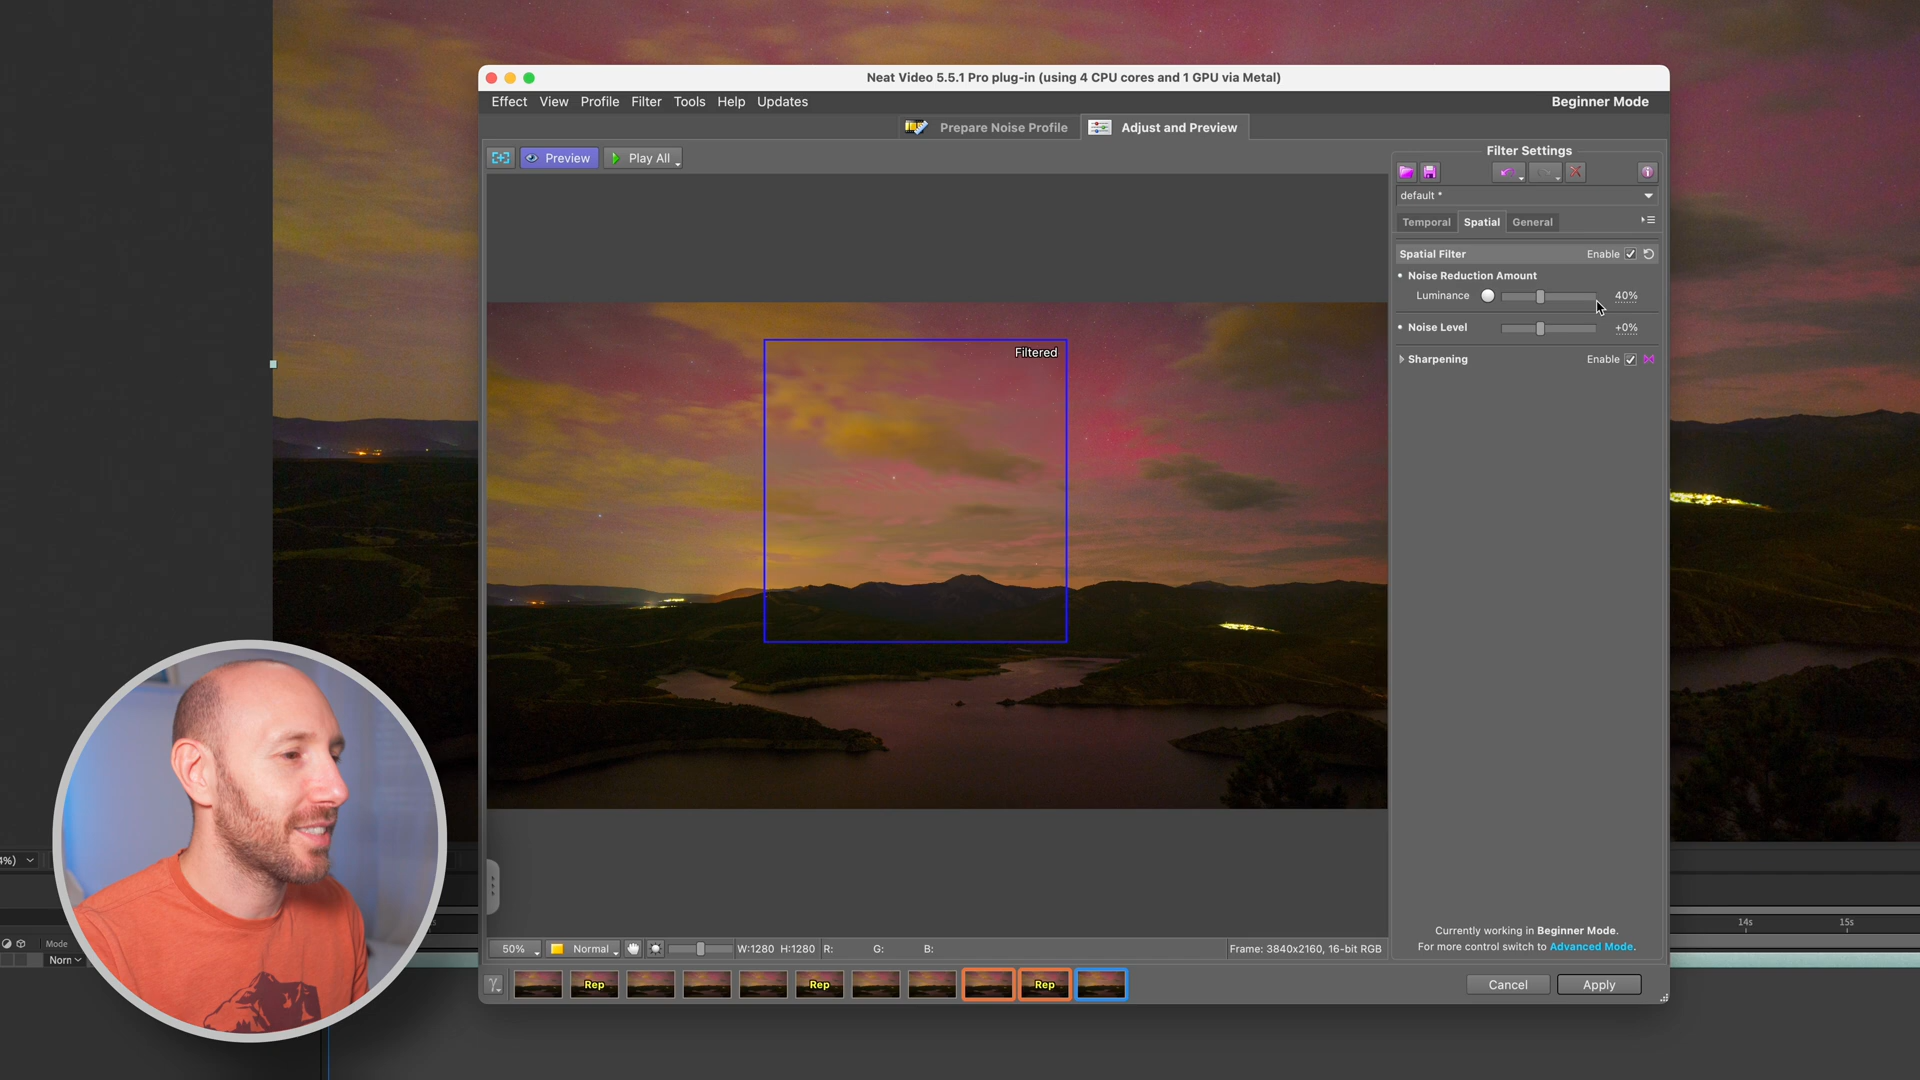 Neat Video 5.5.1 Pro plug-in (using 4 CPU cores and 1 GPU via Metal)
Effect View Profile Filter Tools Help Updates Beginner Mode
Prepare Noise Profile Adjust and Preview
Filter Settings
Preview Play All
default *
Temporal Spatial General
Spatial Filter Enable
Noise Reduction Amount
Luminance 40%
Noise Level +0%
Filtered
Sharpening Enable
4%)
14s 15s
Currently working in Beginner Mode.
For more control switch to Advanced Mode.
Mode
50% Normal W:1280 H:1280 R: G: B: Frame: 3840x2160, 16-bit RGB
Norn
Rep Rep Rep
Cancel Apply